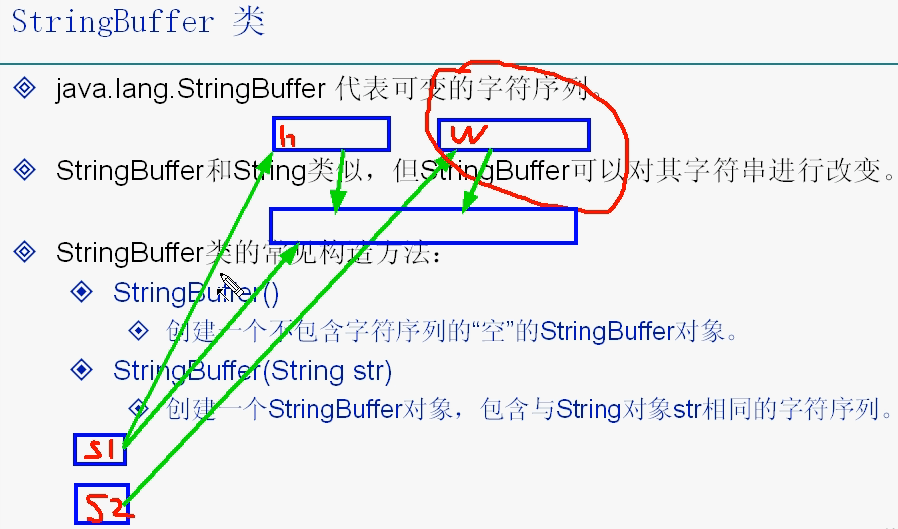 StringBuffer 类
java.lang.StringBuffer 代表可变的字符序列。
h W
StringBuffer和String类似，但StringBuffer可以对其字符串进行改变。
StringBuffer类的常见构造方法：
StringBuffer()
创建一个不包含字符序列的“空”的StringBuffer对象。
StringBuffer(String str)
创建一个StringBuffer对象，包含与String对象str相同的字符序列。
S1
S2